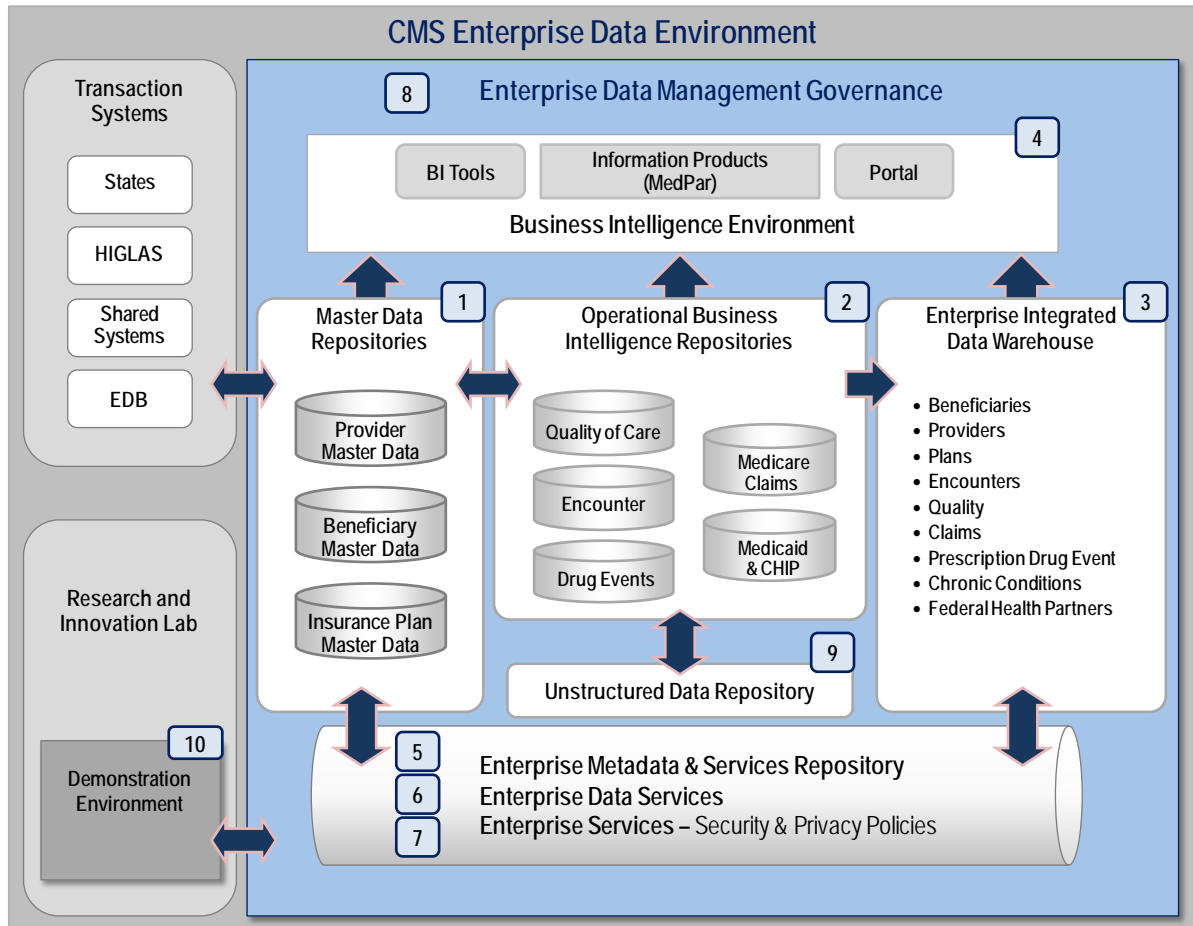 CMS Enterprise Data Environment
Transaction
Systems
States
HIGLAS
Shared
Systems
EDB
Research and
Innovation Lab
10
Demonstration
Environment
8
Enterprise Data Management Governance
4
BI Tools
Information Products
(MedPar)
Portal
Business Intelligence Environment
1
Master Data
Repositories
Provider
Master Data
Beneficiary
Master Data
Insurance Plan
Master Data
2
Operational Business
Intelligence Repositories
Quality of Care
Encounter
Drug Events
Medicare
Claims
Medicaid
& CHIP
3
Enterprise Integrated
Data Warehouse
• Beneficiaries
• Providers
• Plans
• Encounters
• Quality
• Claims
• Prescription Drug Event
• Chronic Conditions
• Federal Health Partners
9
Unstructured Data Repository
5 Enterprise Metadata & Services Repository
6 Enterprise Data Services
7 Enterprise Services – Security & Privacy Policies